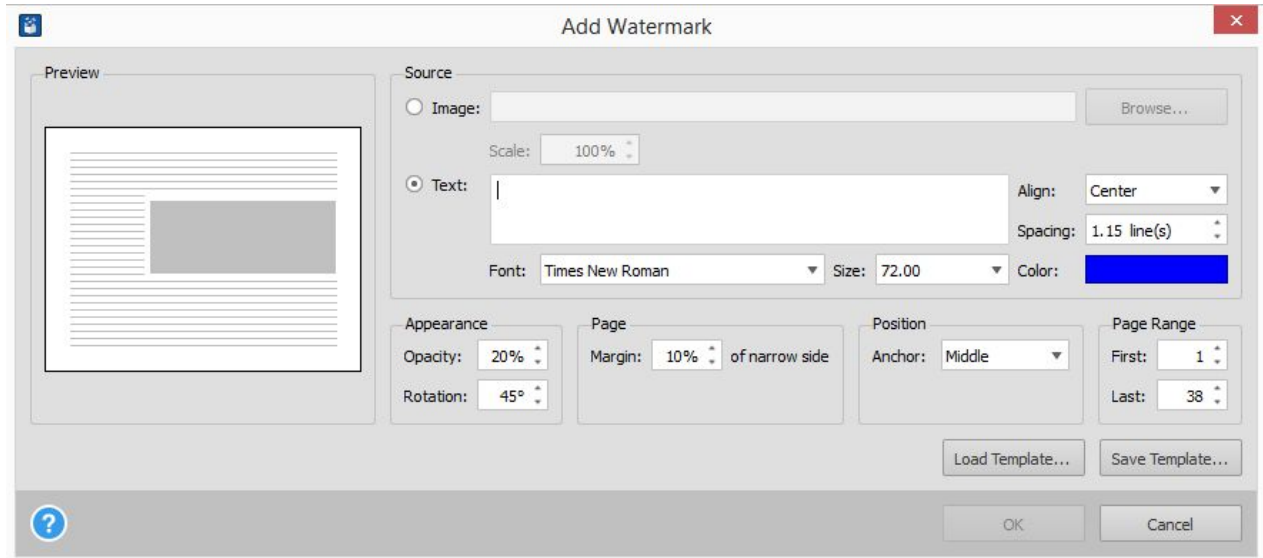 Add Watermark
Preview
Source
Image:
Browse...
Scale: 100%
Text:
Align: Center
Spacing: 1.15 line(s)
Font: Times New Roman Size: 72.00 Color:
Appearance
Opacity: 20%
Rotation: 45°
Page
Margin: 10% of narrow side
Position
Anchor: Middle
Page Range
First: 1
Last: 38
Load Template... Save Template...
? OK Cancel